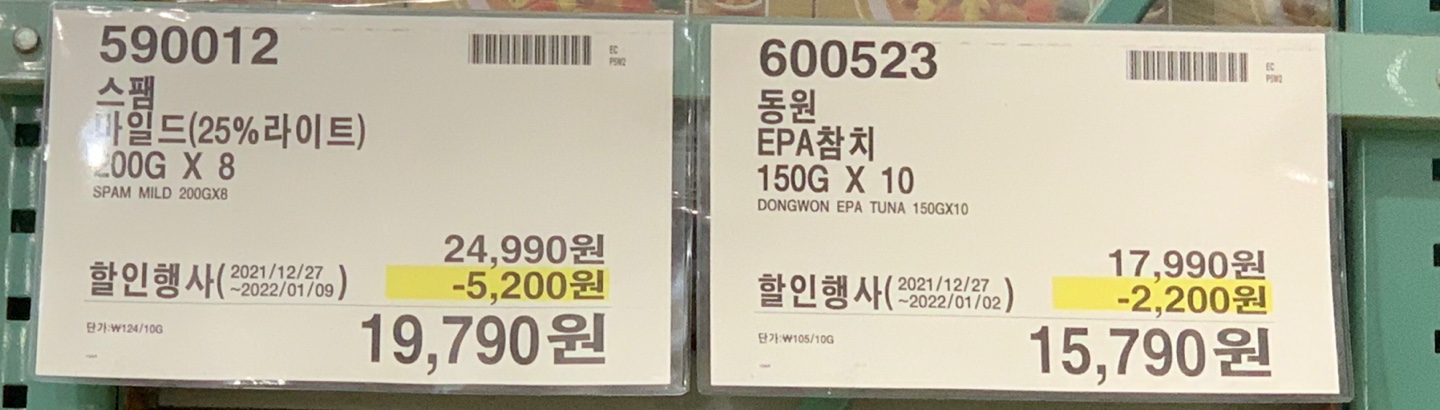 590012
EC
PSW2
스팸
마일드(25%라이트)
200G X 8
SPAM MILD 200GX8
24,990원
할인행사(2021/12/27 ~2022/01/09)
-5,200원
단가:₩124/10G
19,790원
600523
EC
PSW2
동원
EPA참치
150G X 10
DONGWON EPA TUNA 150GX10
17,990원
할인행사(2021/12/27 ~2022/01/02)
-2,200원
단가:₩105/10G
15,790원